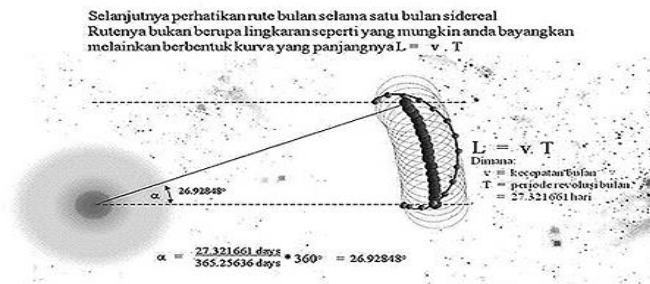 Selanjutnya perhatikan rute bulan selama satu bulan sidereal
Rutenya bukan berupa lingkaran seperti yang mungkin anda bayangkan
melainkan berbentuk kurva yang panjangnya L = v . T
L = v. T
Dimana:
v = kecepatan bulan
T = periode revolusi bulan
= 27.321661 hari
α 26.92848°
α = 27.321661 days
365.25636 days * 360° = 26.92848°